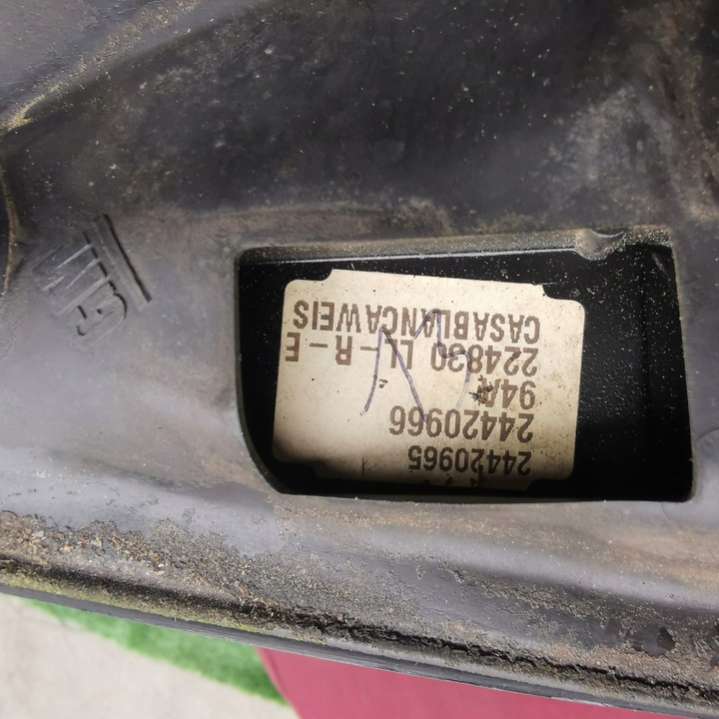 24420965
24420966
94A
224830 LL-R-E
CASABLANCAWEIS
GM